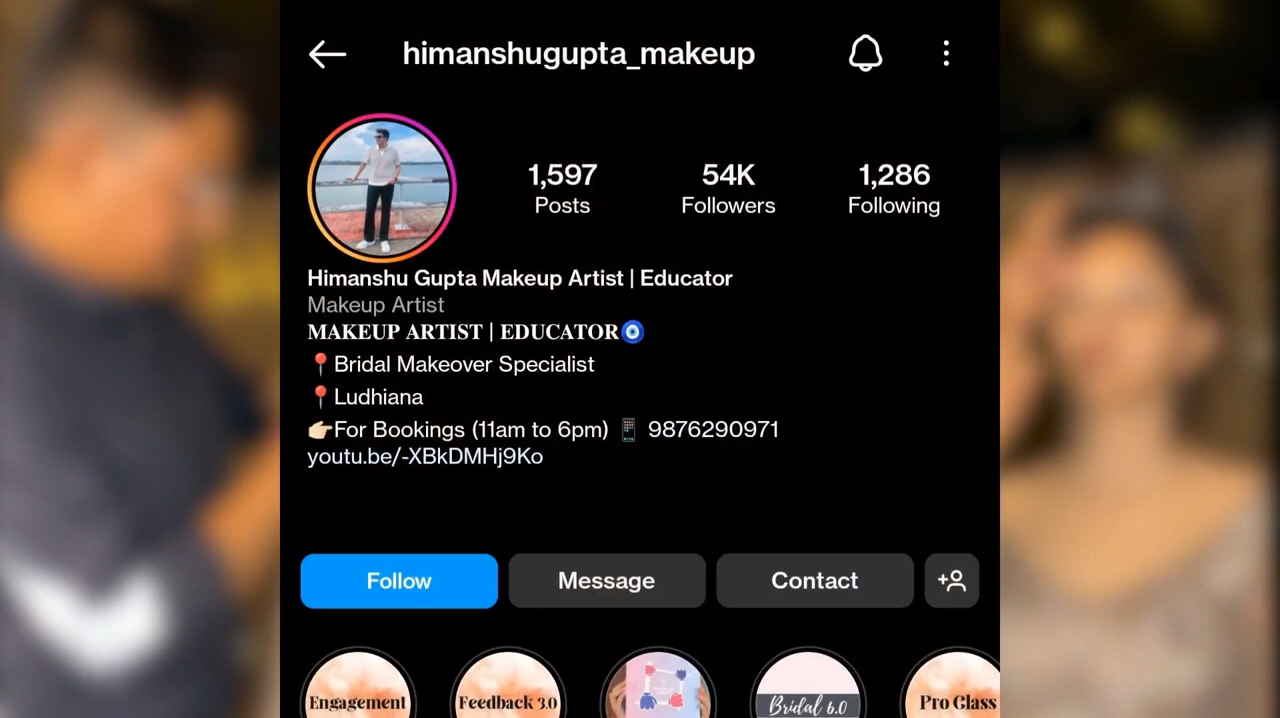 himanshugupta_makeup
1,597 54K 1,286
Posts Followers Following
Himanshu Gupta Makeup Artist | Educator
Makeup Artist
𝐌𝐀𝐊𝐄𝐔𝐏 𝐀𝐑𝐓𝐈𝐒𝐓 | 𝐄𝐃𝐔𝐂𝐀𝐓𝐎𝐑🧿
📍Bridal Makeover Specialist
📍Ludhiana
👉🏻For Bookings (11am to 6pm) 📱 9876290971
youtu.be/-XBkDMHj9Ko
Follow Message Contact
Engagement Feedback 3.0 Bridal 6.0 Pro Glass